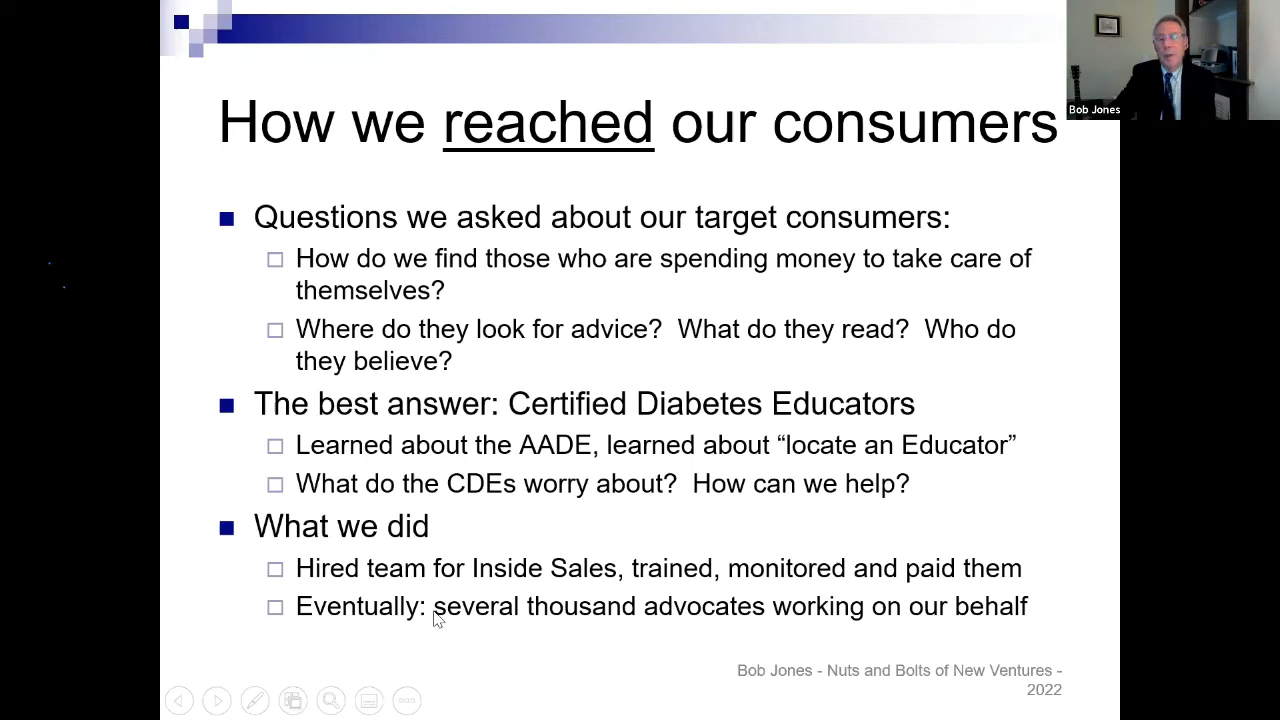 How we reached our consumers
Bob Jones
Questions we asked about our target consumers:
How do we find those who are spending money to take care of
themselves?
Where do they look for advice?  What do they read?  Who do
they believe?
The best answer: Certified Diabetes Educators
Learned about the AADE, learned about “locate an Educator”
What do the CDEs worry about?  How can we help?
What we did
Hired team for Inside Sales, trained, monitored and paid them
Eventually: several thousand advocates working on our behalf
Bob Jones - Nuts and Bolts of New Ventures -
2022